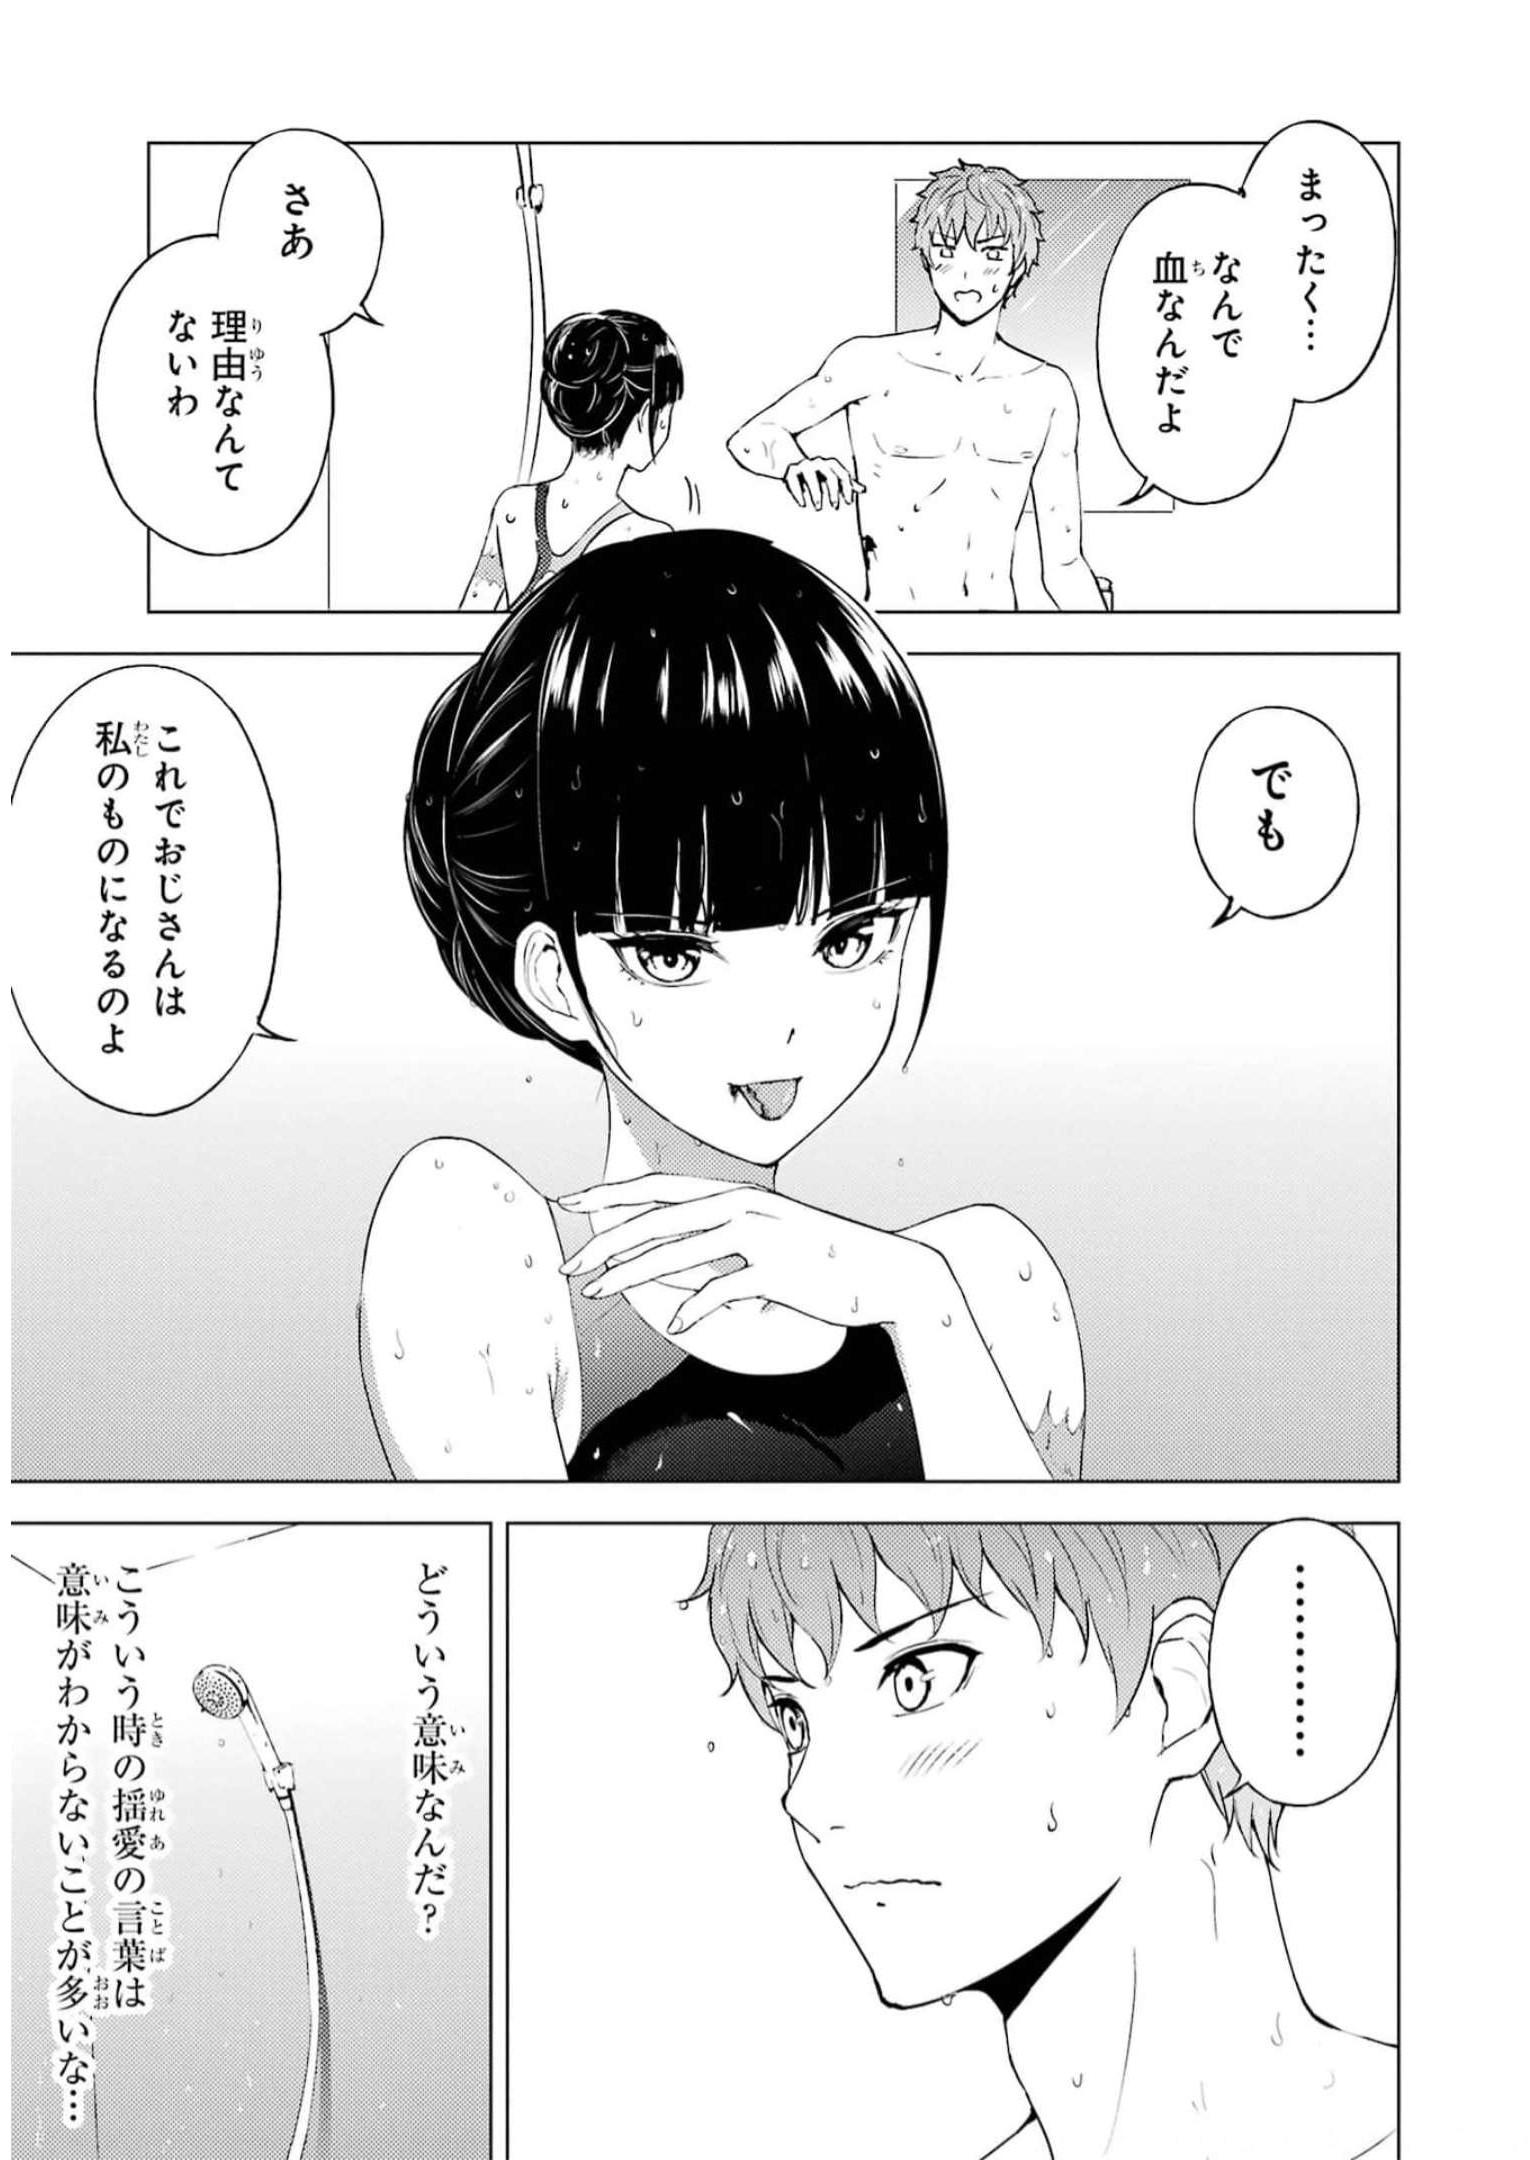 まったく…
なんで
血なんだよ
さあ
理由なんて
ないわ
でも
これでおじさんは
私のものになるのよ
…………
どういう意味なんだ?
こういう時の揺愛の言葉は
意味がわからないことが多いな…